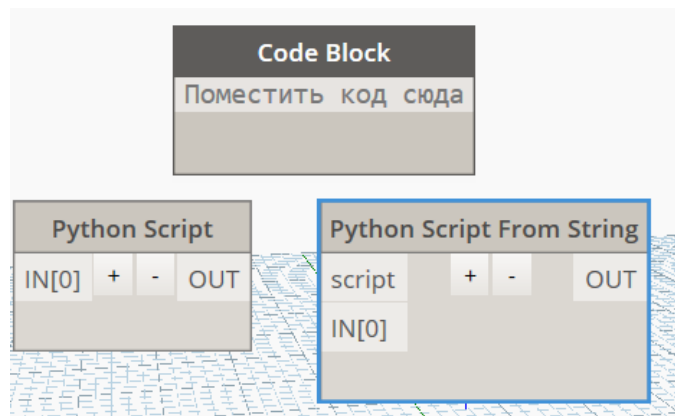 Code Block
Поместить код сюда
Python Script
IN[0] + - OUT
Python Script From String
script + - OUT
IN[0]